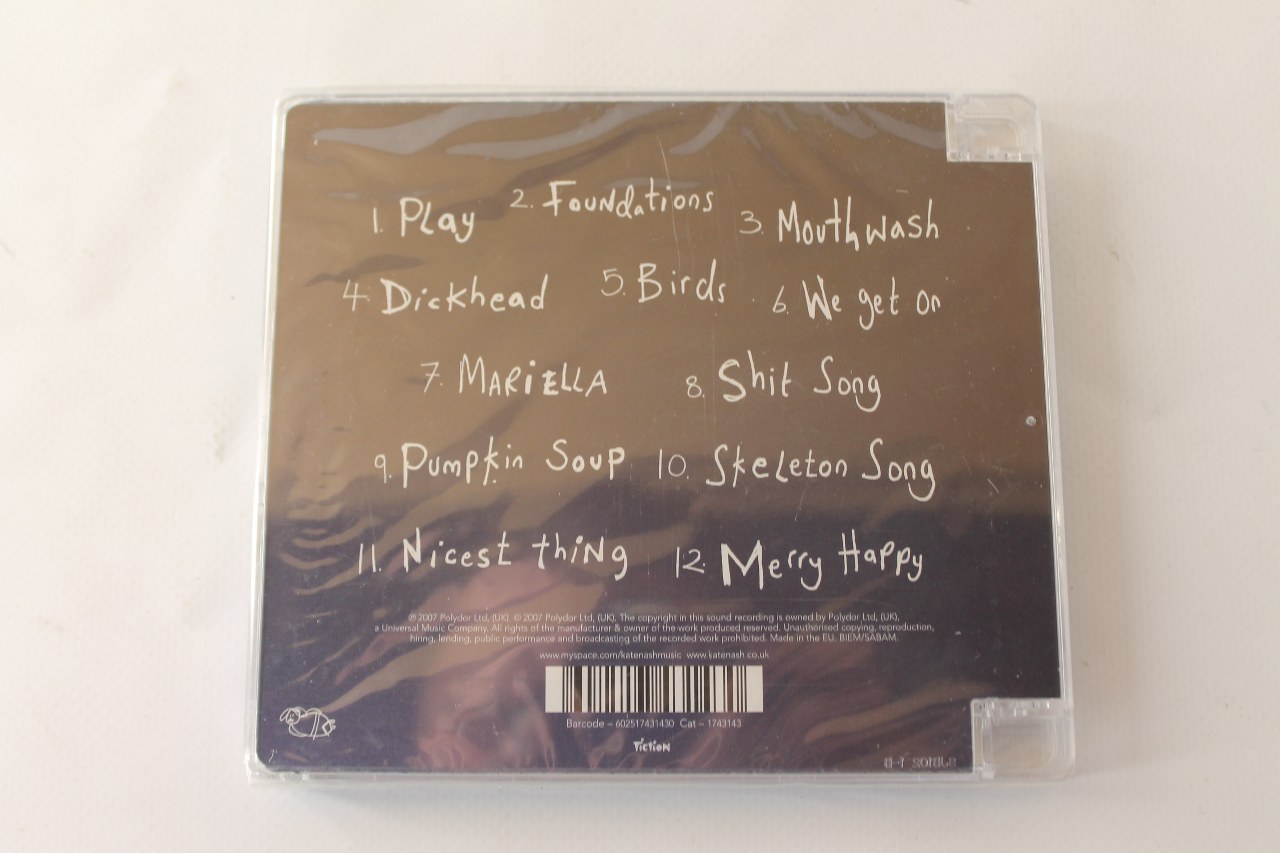 1. Play 2. Foundations 3. Mouthwash
4. Dickhead 5. Birds 6. We get on
7. MARiELLA 8. Shit Song
9. Pumpkin Soup 10. Skeleton Song
11. Nicest thiNg 12. Merry Happy
℗ 2007 Polydor Ltd, (UK). © 2007 Polydor Ltd, (UK). The copyright in this sound recording is owned by Polydor Ltd, (UK),
a Universal Music Company. All rights of the manufacturer & owner of the work produced reserved. Unauthorised copying, reproduction,
hiring, lending, public performance and broadcasting of the recorded work prohibited. Made in the EU. BIEM/SABAM.
www.myspace.com/katenashmusic www.katenash.co.uk
Barcode – 602517431430 Cat – 1743143
FictioN